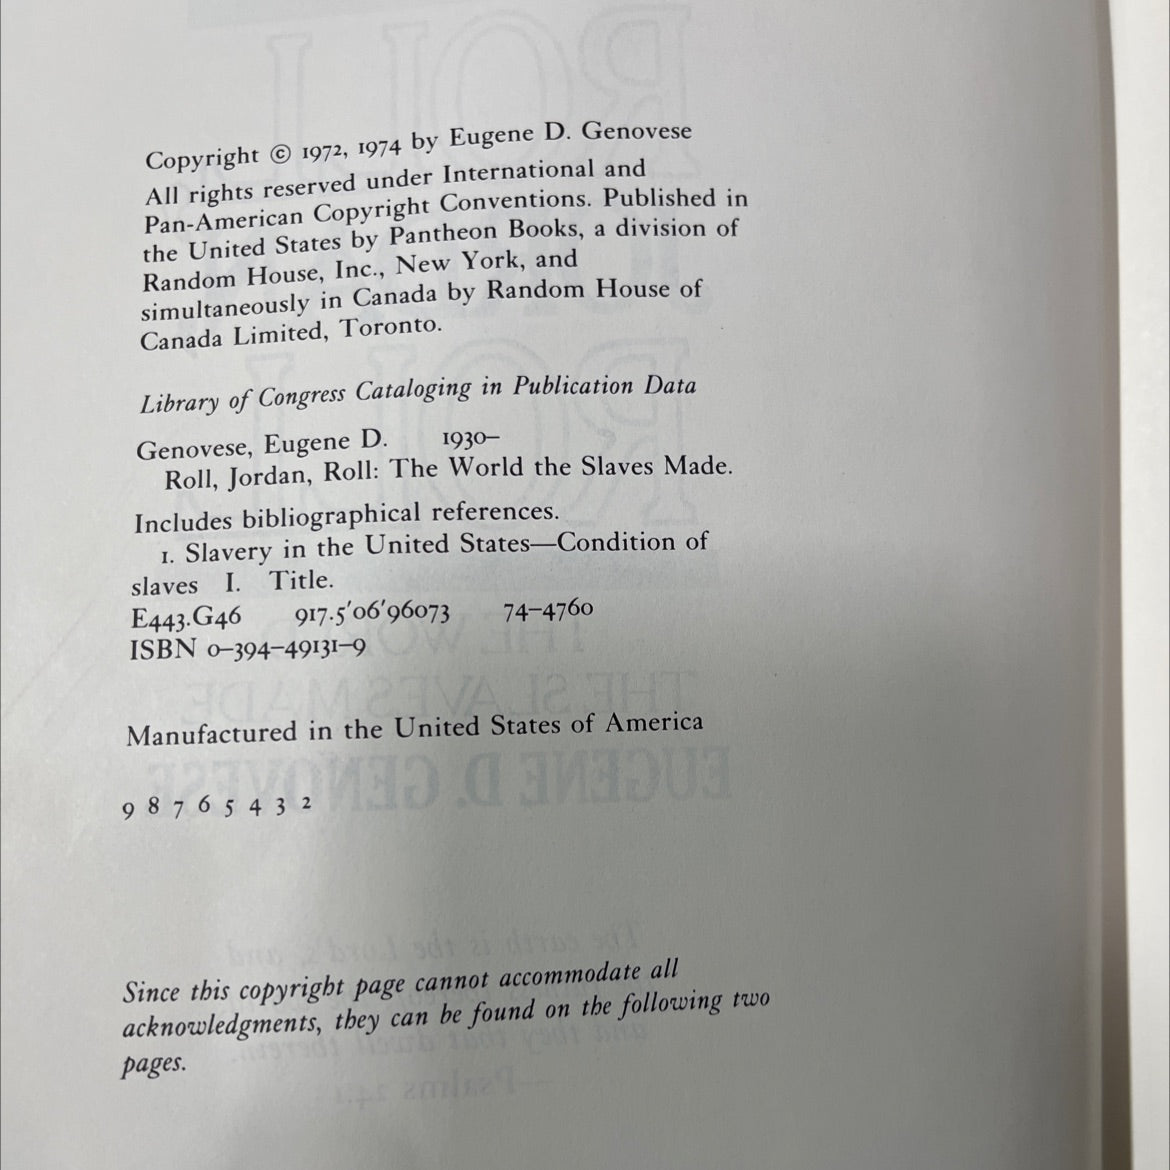 Copyright © 1972, 1974 by Eugene D. Genovese
All rights reserved under International and
Pan-American Copyright Conventions. Published in
the United States by Pantheon Books, a division of
Random House, Inc., New York, and
simultaneously in Canada by Random House of
Canada Limited, Toronto.
Library of Congress Cataloging in Publication Data
Genovese, Eugene D. 1930–
Roll, Jordan, Roll: The World the Slaves Made.
Includes bibliographical references.
1. Slavery in the United States—Condition of
slaves I. Title.
E443.G46 917.5′06′96073 74–4760
ISBN 0–394–49131–9
Manufactured in the United States of America
9 8 7 6 5 4 3 2
Since this copyright page cannot accommodate all
acknowledgments, they can be found on the following two
pages.